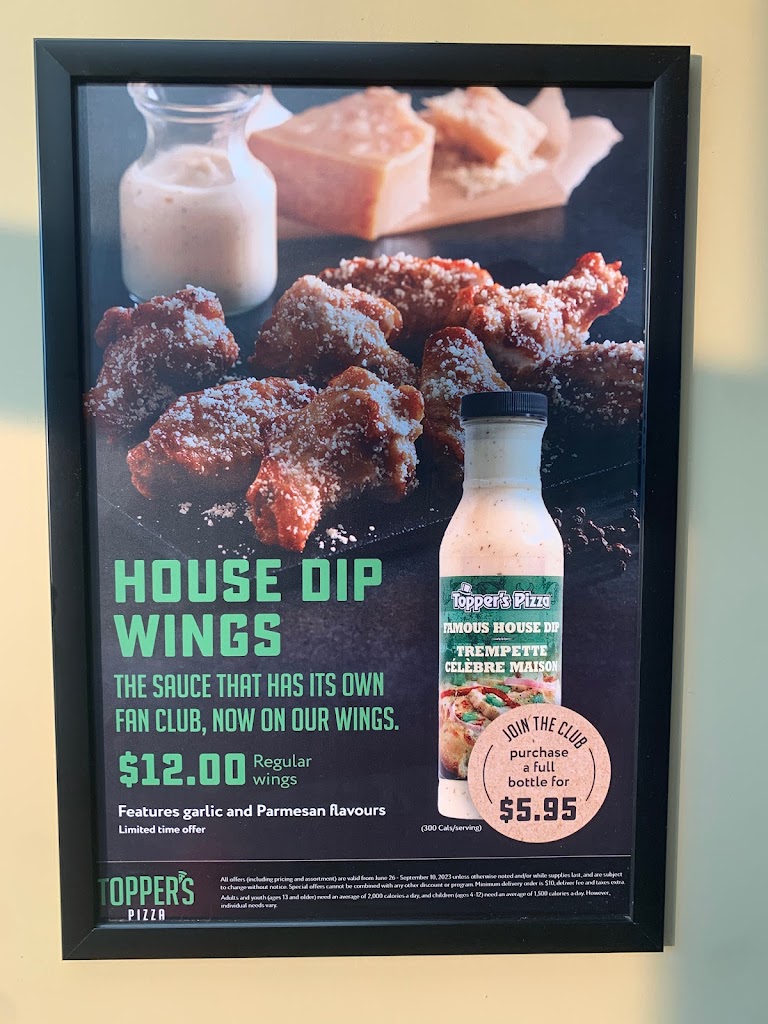 HOUSE DIP
WINGS
THE SAUCE THAT HAS ITS OWN
FAN CLUB, NOW ON OUR WINGS.
$12.00 Regular
wings
Features garlic and Parmesan flavours
Limited time offer
Topper's Pizza
FAMOUS HOUSE DIP
TREMPETTE
CÉLÈBRE MAISON
JOIN THE CLUB
purchase
a full
bottle for
$5.95
(300 Cals/serving)
TOPPER'S
PIZZA
All offers (including pricing and assortment) are valid from June 26 - September 10, 2023 unless otherwise noted and/or while supplies last, and are subject
to change without notice. Special offers cannot be combined with any other discount or program. Minimum delivery order is $10, deliver fee and taxes extra.
Adults and youth (ages 13 and older) need an average of 2,000 calories a day, and children (ages 4-12) need an average of 1,500 calories a day. However,
individual needs vary.